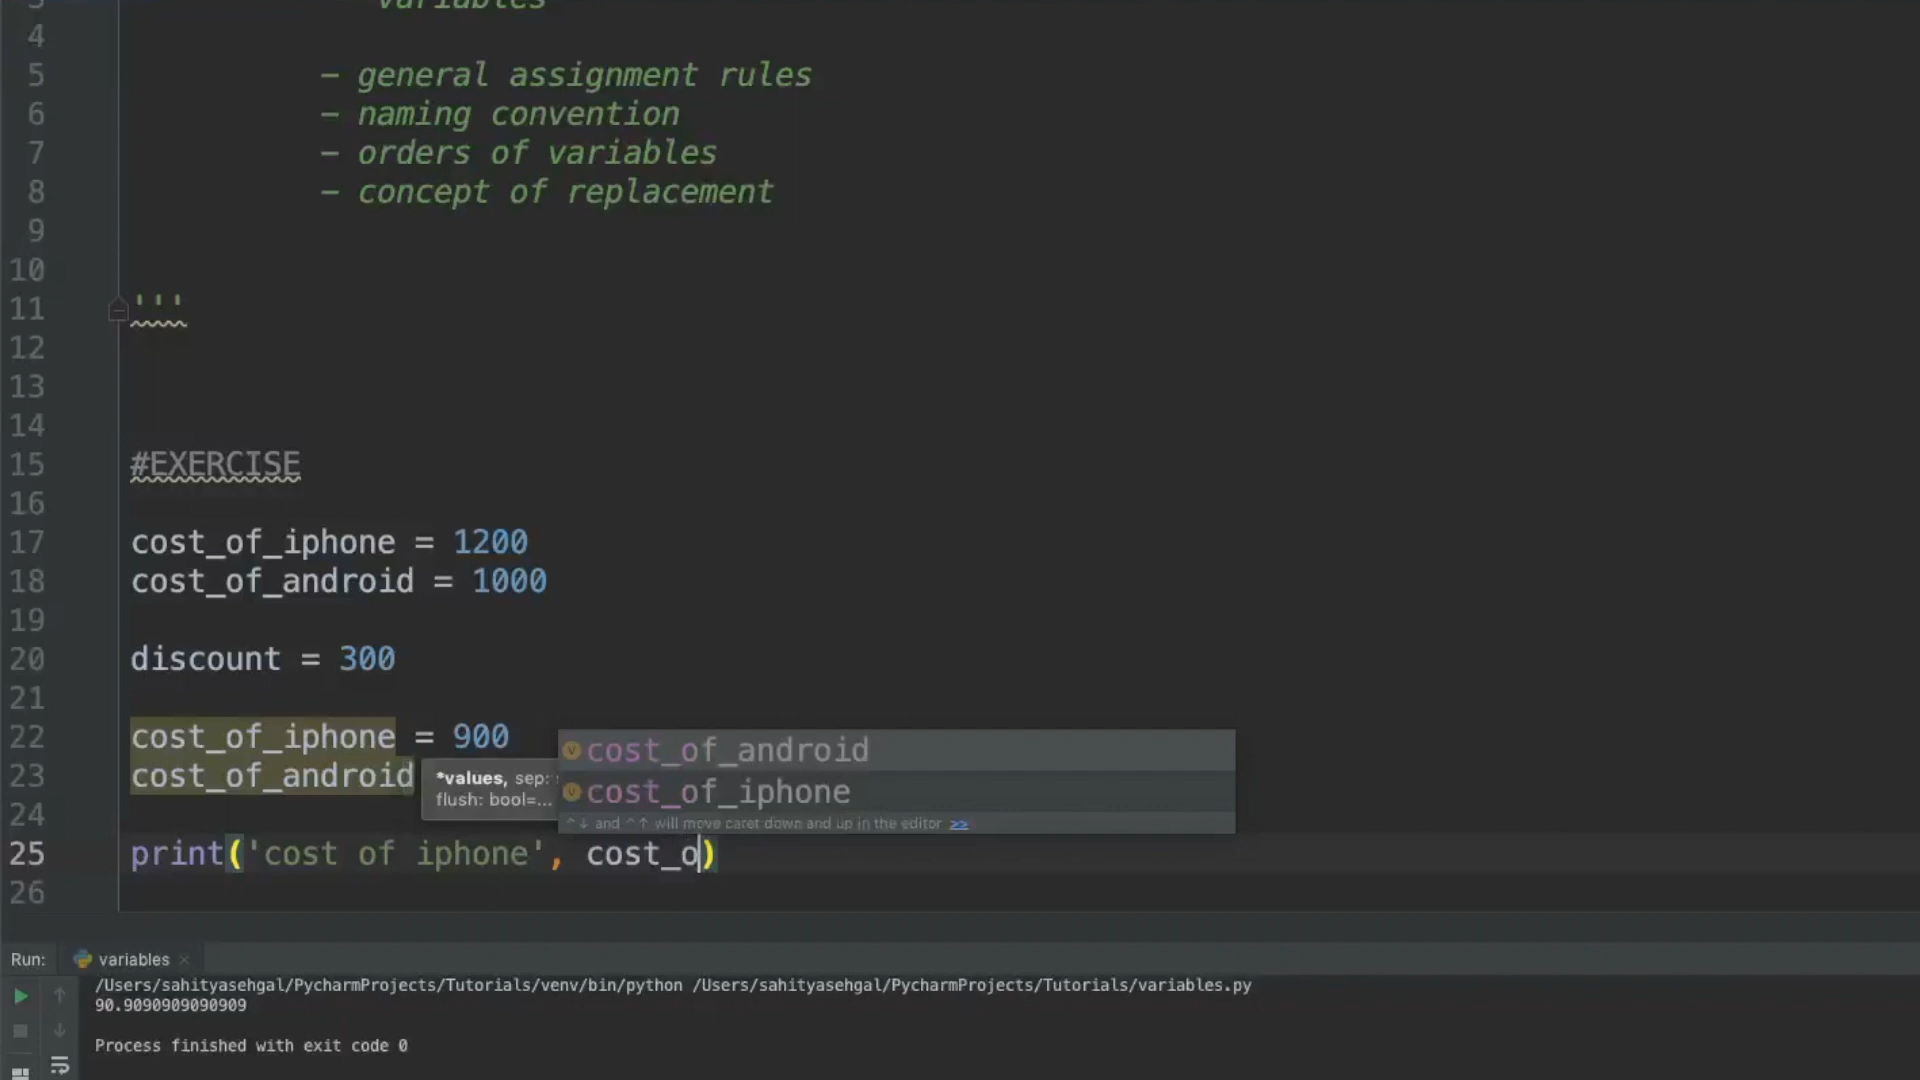 3 variables
4
5 - general assignment rules
6 - naming convention
7 - orders of variables
8 - concept of replacement
9
10
11 '''
12
13
14
15 #EXERCISE
16
17 cost_of_iphone = 1200
18 cost_of_android = 1000
19
20 discount = 300
21
22 cost_of_iphone = 900
23 cost_of_android
*values, sep:
flush: bool=...
cost_of_android
cost_of_iphone
^↓ and ^↑ will move caret down and up in the editor >>
24
25 print('cost of iphone', cost_o)
26
Run: variables ×
/Users/sahityasehgal/PycharmProjects/Tutorials/venv/bin/python /Users/sahityasehgal/PycharmProjects/Tutorials/variables.py
90.9090909090909
Process finished with exit code 0